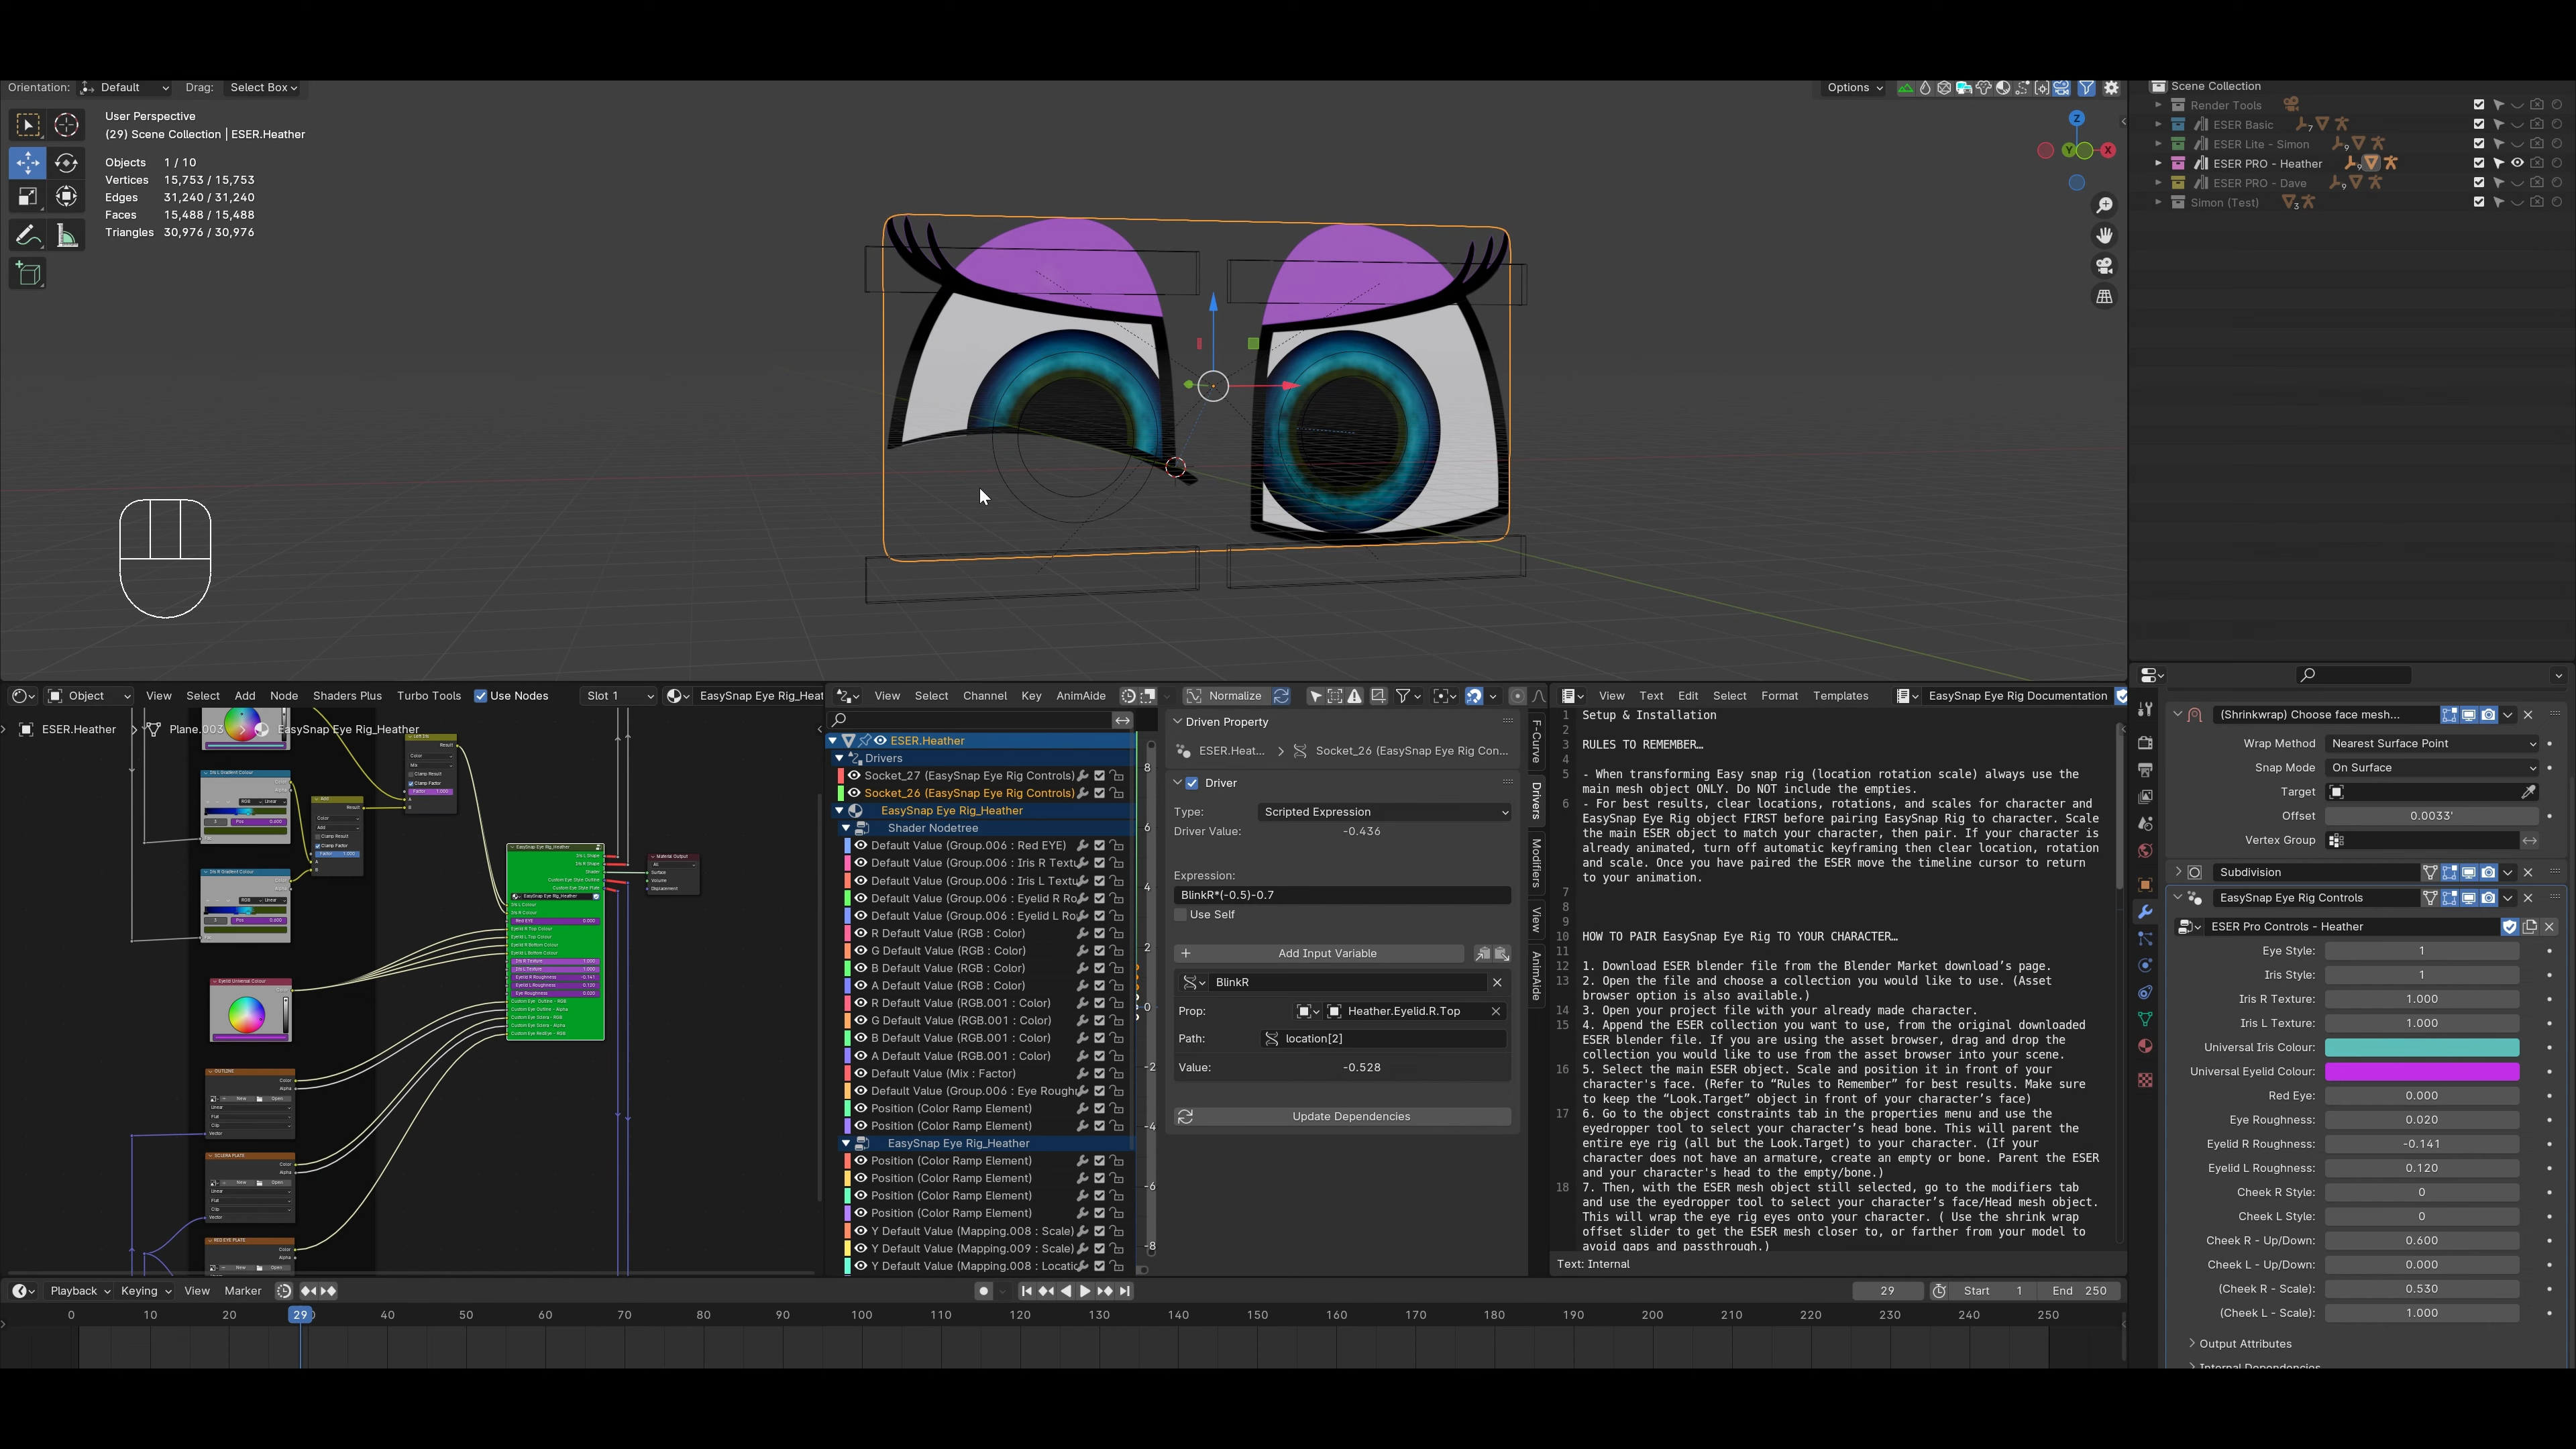 Orientation: Default Drag: Select Box Options
User Perspective
(29) Scene Collection | ESER.Heather
Objects 1 / 10
Vertices 15,753 / 15,753
Edges 31,240 / 31,240
Faces 15,488 / 15,488
Triangles 30,976 / 30,976
Z
Y
X
Scene Collection
Render Tools
ESER Basic 7
ESER Lite - Simon 9
ESER PRO - Heather 9
ESER PRO - Dave 9
Simon (Test) 3
Object View Select Add Node Shaders Plus Turbo Tools Use Nodes Slot 1 EasySnap Eye Rig_Heat
ESER.Heather Plane.003 EasySnap Eye Rig_Heather
View Select Channel Key AnimAide Normalize
ESER.Heather
Drivers
Socket_27 (EasySnap Eye Rig Controls)
Socket_26 (EasySnap Eye Rig Controls)
EasySnap Eye Rig_Heather
Shader Nodetree
Default Value (Group.006 : Red EYE)
Default Value (Group.006 : Iris R Textu
Default Value (Group.006 : Iris L Textu
Default Value (Group.006 : Eyelid R Ro
Default Value (Group.006 : Eyelid L Ro
R Default Value (RGB : Color)
G Default Value (RGB : Color)
B Default Value (RGB : Color)
A Default Value (RGB : Color)
R Default Value (RGB.001 : Color)
G Default Value (RGB.001 : Color)
B Default Value (RGB.001 : Color)
A Default Value (RGB.001 : Color)
Default Value (Mix : Factor)
Default Value (Group.006 : Eye Roughn
Position (Color Ramp Element)
Position (Color Ramp Element)
EasySnap Eye Rig_Heather
Position (Color Ramp Element)
Position (Color Ramp Element)
Position (Color Ramp Element)
Position (Color Ramp Element)
Y Default Value (Mapping.008 : Scale)
Y Default Value (Mapping.009 : Scale)
Y Default Value (Mapping.008 : Locatic
8
6
4
2
0
-2
-4
-6
-8
Driven Property
ESER.Heat... Socket_26 (EasySnap Eye Rig Con...
Driver
Type: Scripted Expression
Driver Value: -0.436
Expression:
BlinkR*(-0.5)-0.7
Use Self
Add Input Variable
BlinkR
Prop: Heather.Eyelid.R.Top
Path: location[2]
Value: -0.528
Update Dependencies
F-Curve
Drivers
Modifiers
View
AnimAide
View Text Edit Select Format Templates EasySnap Eye Rig Documentation
1 Setup & Installation
2
3 RULES TO REMEMBER…
4
5 - When transforming Easy snap rig (location rotation scale) always use the
main mesh object ONLY. Do NOT include the empties.
6 - For best results, clear locations, rotations, and scales for character and
EasySnap Eye Rig object FIRST before pairing EasySnap Rig to character. Scale
the main ESER object to match your character, then pair. If your character is
already animated, turn off automatic keyframing then clear location, rotation
and scale. Once you have paired the ESER move the timeline cursor to return
to your animation.
7
8
9
10 HOW TO PAIR EasySnap Eye Rig TO YOUR CHARACTER…
11
12 1. Download ESER blender file from the Blender Market download’s page.
13 2. Open the file and choose a collection you would like to use. (Asset
browser option is also available.)
14 3. Open your project file with your already made character.
15 4. Append the ESER collection you want to use, from the original downloaded
ESER blender file. If you are using the asset browser, drag and drop the
collection you would like to use from the asset browser into your scene.
16 5. Select the main ESER object. Scale and position it in front of your
character's face. (Refer to “Rules to Remember” for best results. Make sure
to keep the “Look.Target” object in front of your character’s face)
17 6. Go to the object constraints tab in the properties menu and use the
eyedropper tool to select your character’s head bone. This will parent the
entire eye rig (all but the Look.Target) to your character. (If your
character does not have an armature, create an empty or bone. Parent the ESER
and your character's head to the empty/bone.)
18 7. Then, with the ESER mesh object still selected, go to the modifiers tab
and use the eyedropper tool to select your character’s face/Head mesh object.
This will wrap the eye rig eyes onto your character. ( Use the shrink wrap
offset slider to get the ESER mesh closer to, or farther from your model to
avoid gaps and passthrough.)
Text: Internal
(Shrinkwrap) Choose face mesh...
Wrap Method Nearest Surface Point
Snap Mode On Surface
Target
Offset 0.0033'
Vertex Group
Subdivision
EasySnap Eye Rig Controls
ESER Pro Controls - Heather
Eye Style: 1
Iris Style: 1
Iris R Texture: 1.000
Iris L Texture: 1.000
Universal Iris Colour:
Universal Eyelid Colour:
Red Eye: 0.000
Eye Roughness: 0.020
Eyelid R Roughness: -0.141
Eyelid L Roughness: 0.120
Cheek R Style: 0
Cheek L Style: 0
Cheek R - Up/Down: 0.600
Cheek L - Up/Down: 0.000
(Cheek R - Scale): 0.530
(Cheek L - Scale): 1.000
Output Attributes
Internal Dependencies
Playback Keying View Marker 29 Start 1 End 250
0 10 20 29 40 50 60 70 80 90 100 110 120 130 140 150 160 170 180 190 200 210 220 230 240 250